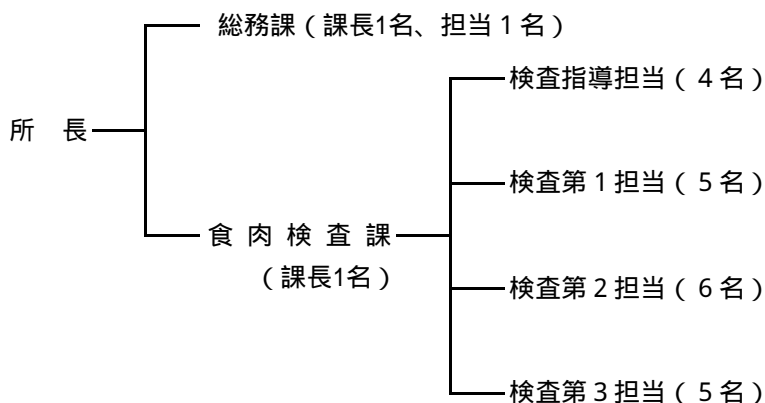 総務課（課長1名、担当１名）
検査指導担当（４名）
所　長
検査第１担当（５名）
食肉検査課
（課長1名）
検査第２担当（６名）
検査第３担当（５名）